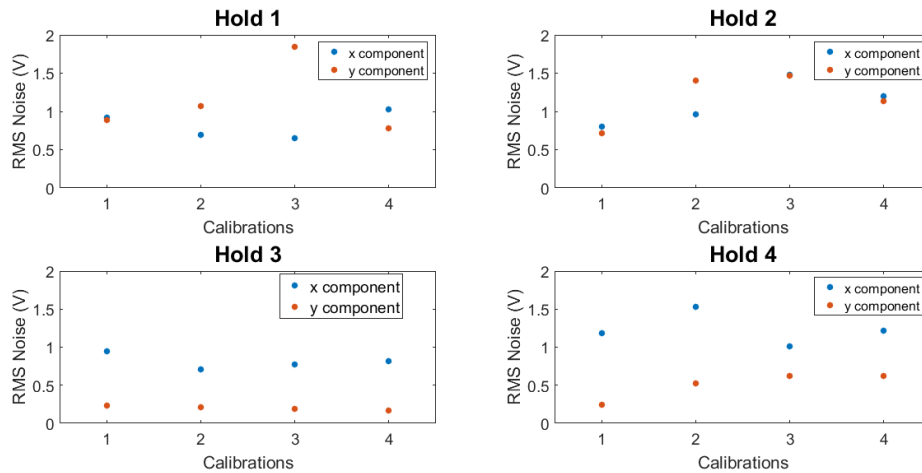 Hold 1
2
1.5
1
0.5
0
RMS Noise (V)
x component
y component
1 2 3 4
Calibrations
Hold 2
2
1.5
1
0.5
0
RMS Noise (V)
x component
y component
1 2 3 4
Calibrations
Hold 3
2
1.5
1
0.5
0
RMS Noise (V)
x component
y component
1 2 3 4
Calibrations
Hold 4
2
1.5
1
0.5
0
RMS Noise (V)
x component
y component
1 2 3 4
Calibrations